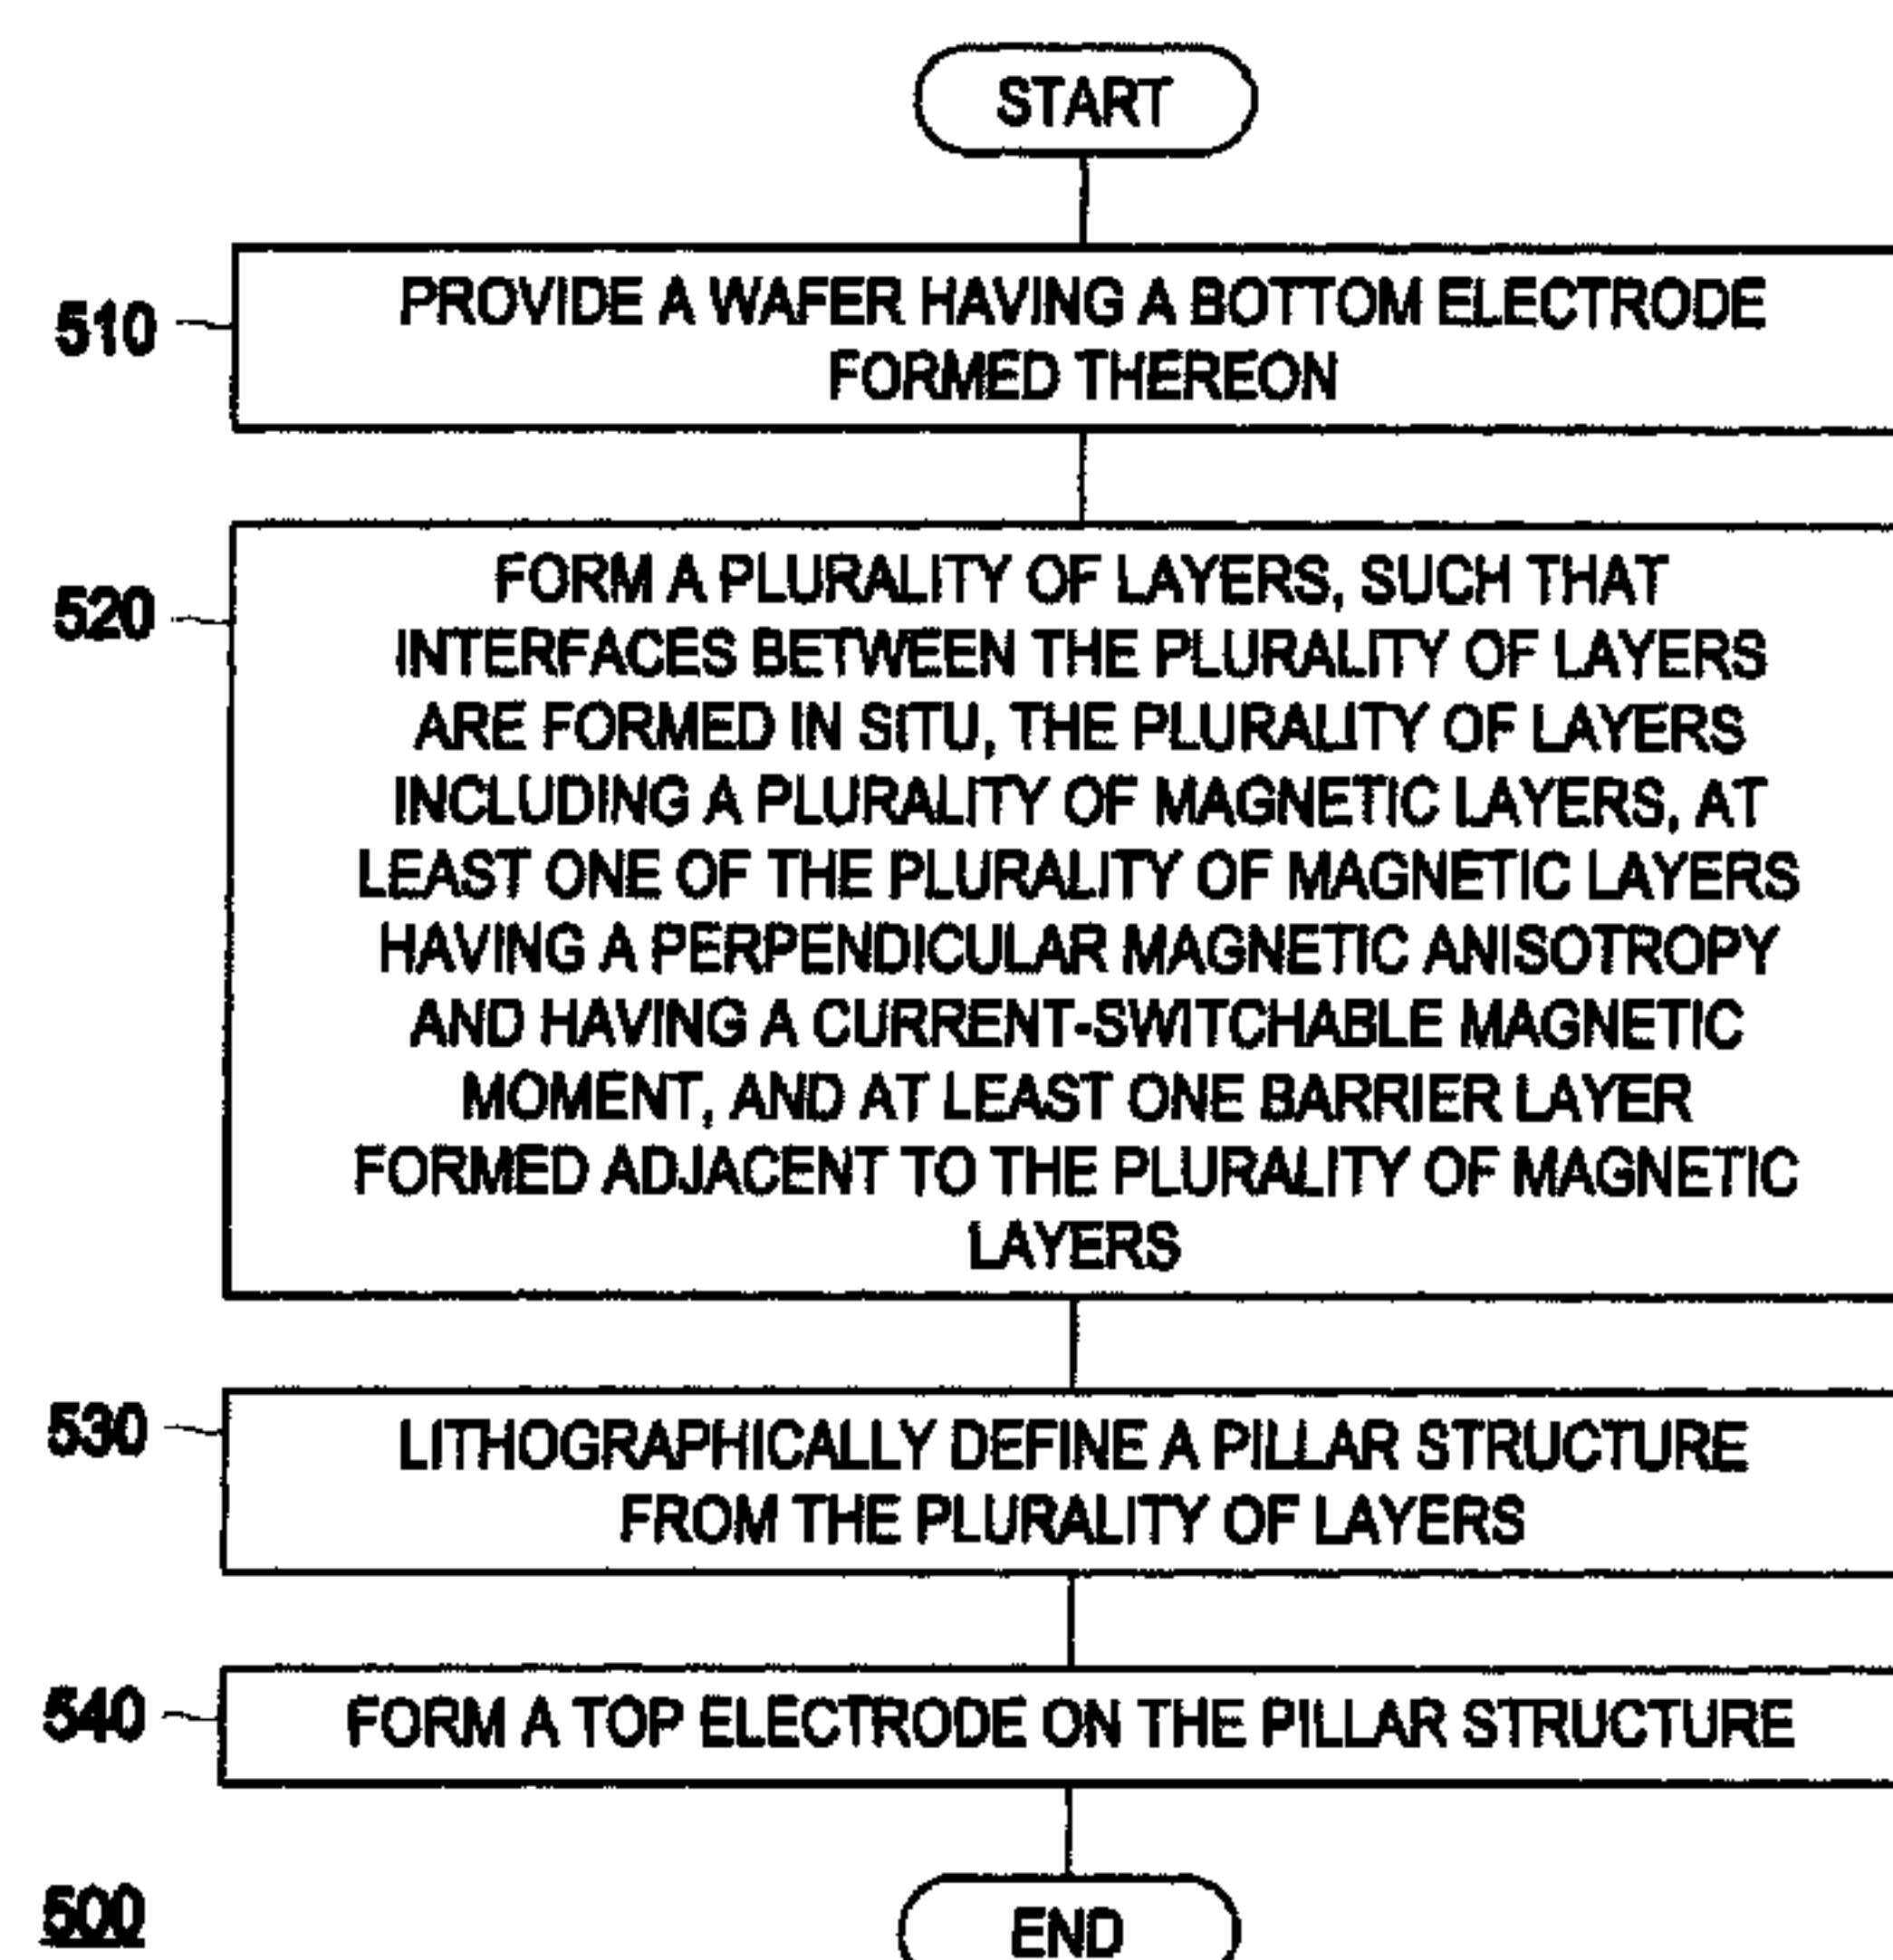 START
510
PROVIDE A WAFER HAVING A BOTTOM ELECTRODE
FORMED THEREON
520
FORM A PLURALITY OF LAYERS, SUCH THAT
INTERFACES BETWEEN THE PLURALITY OF LAYERS
ARE FORMED IN SITU, THE PLURALITY OF LAYERS
INCLUDING A PLURALITY OF MAGNETIC LAYERS, AT
LEAST ONE OF THE PLURALITY OF MAGNETIC LAYERS
HAVING A PERPENDICULAR MAGNETIC ANISOTROPY
AND HAVING A CURRENT-SWITCHABLE MAGNETIC
MOMENT, AND AT LEAST ONE BARRIER LAYER
FORMED ADJACENT TO THE PLURALITY OF MAGNETIC
LAYERS
530
LITHOGRAPHICALLY DEFINE A PILLAR STRUCTURE
FROM THE PLURALITY OF LAYERS
540
FORM A TOP ELECTRODE ON THE PILLAR STRUCTURE
500
END